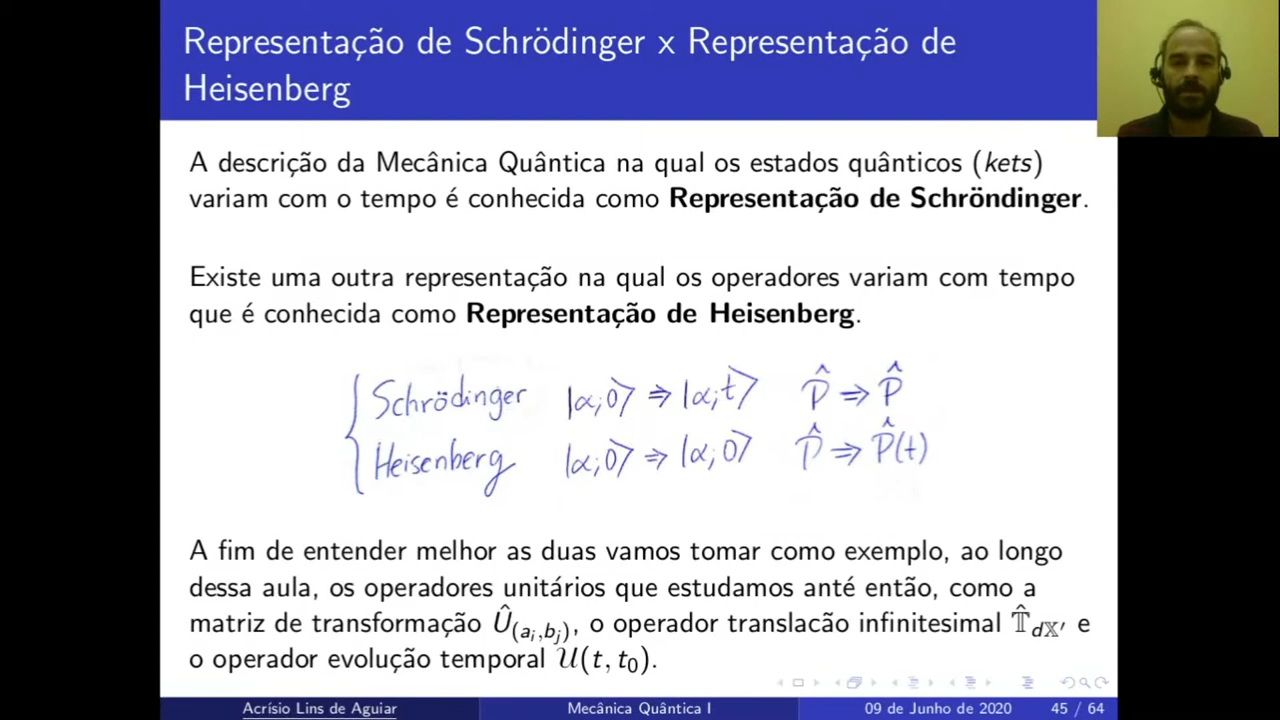 Representação de Schrödinger x Representação de
Heisenberg
A descrição da Mecânica Quântica na qual os estados quânticos (kets)
variam com o tempo é conhecida como Representação de Schröndinger.
Existe uma outra representação na qual os operadores variam com tempo
que é conhecida como Representação de Heisenberg.
Schrödinger |α;0⟩ ⇒ |α;t⟩ P̂ ⇒ P̂
Heisenberg |α;0⟩ ⇒ |α;0⟩ P̂ ⇒ P̂(t)
A fim de entender melhor as duas vamos tomar como exemplo, ao longo
dessa aula, os operadores unitários que estudamos anté então, como a
matriz de transformação Û(aᵢ,bⱼ), o operador translacão infinitesimal 𝕋̂d𝕏′ e
o operador evolução temporal 𝒰(t, t₀).
Acrísio Lins de Aguiar Mecânica Quântica I 09 de Junho de 2020 45 / 64